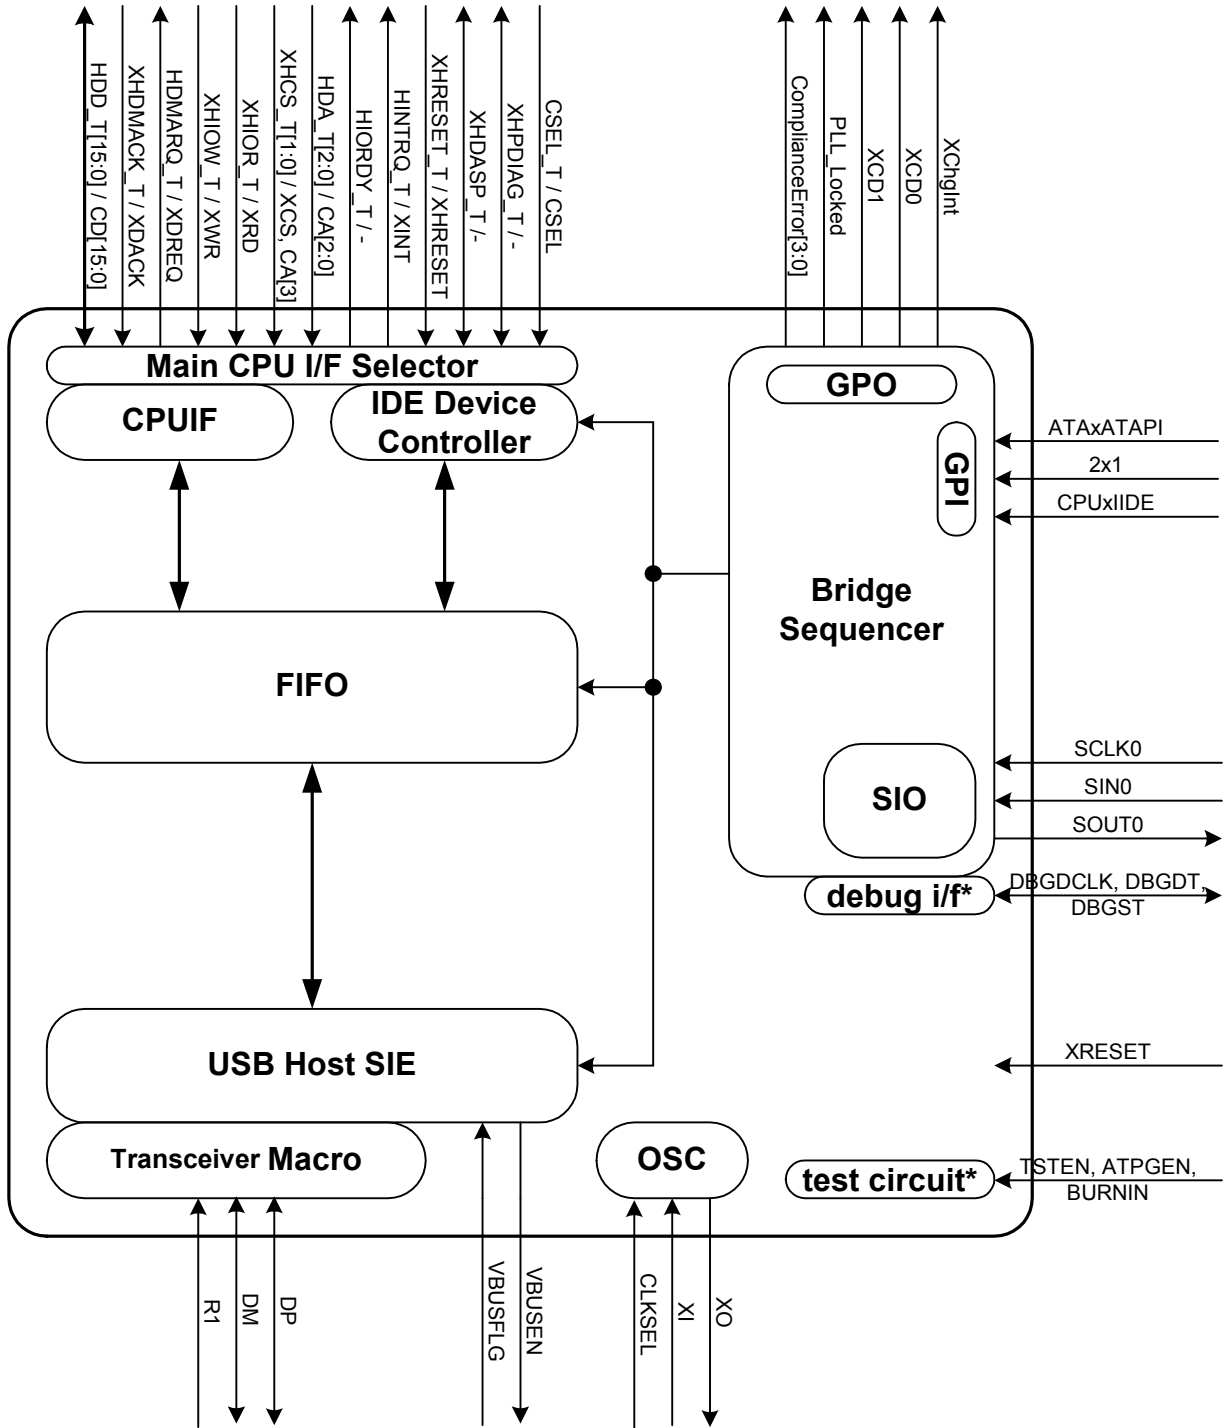 HDD_T[15:0] / CD[15:0]
XHDMACK_T / XDACK
HDMARQ_T / XDREQ
XHIOW_T / XWR
XHIOR_T / XRD
XHCS_T[1:0] / XCS, CA[3]
HDA_T[2:0] / CA[2:0]
HIORDY_T / -
HINTRQ_T / XINT
XHRESET_T / XHRESET
XHDASP_T /-
XHPDIAG_T / -
CSEL_T / CSEL
ComplianceError[3:0]
PLL_Locked
XCD1
XCD0
XChgInt
Main CPU I/F Selector
CPUIF
IDE Device
Controller
GPO
GPI
ATAxATAPI
2x1
CPUxIIDE
Bridge
Sequencer
FIFO
SIO
SCLK0
SIN0
SOUT0
debug i/f*
DBGDCLK, DBGDT,
DBGST
USB Host SIE
XRESET
Transceiver Macro
OSC
test circuit*
TSTEN, ATPGEN,
BURNIN
R1
DM
DP
VBUSFLG
VBUSEN
CLKSEL
XI
XO